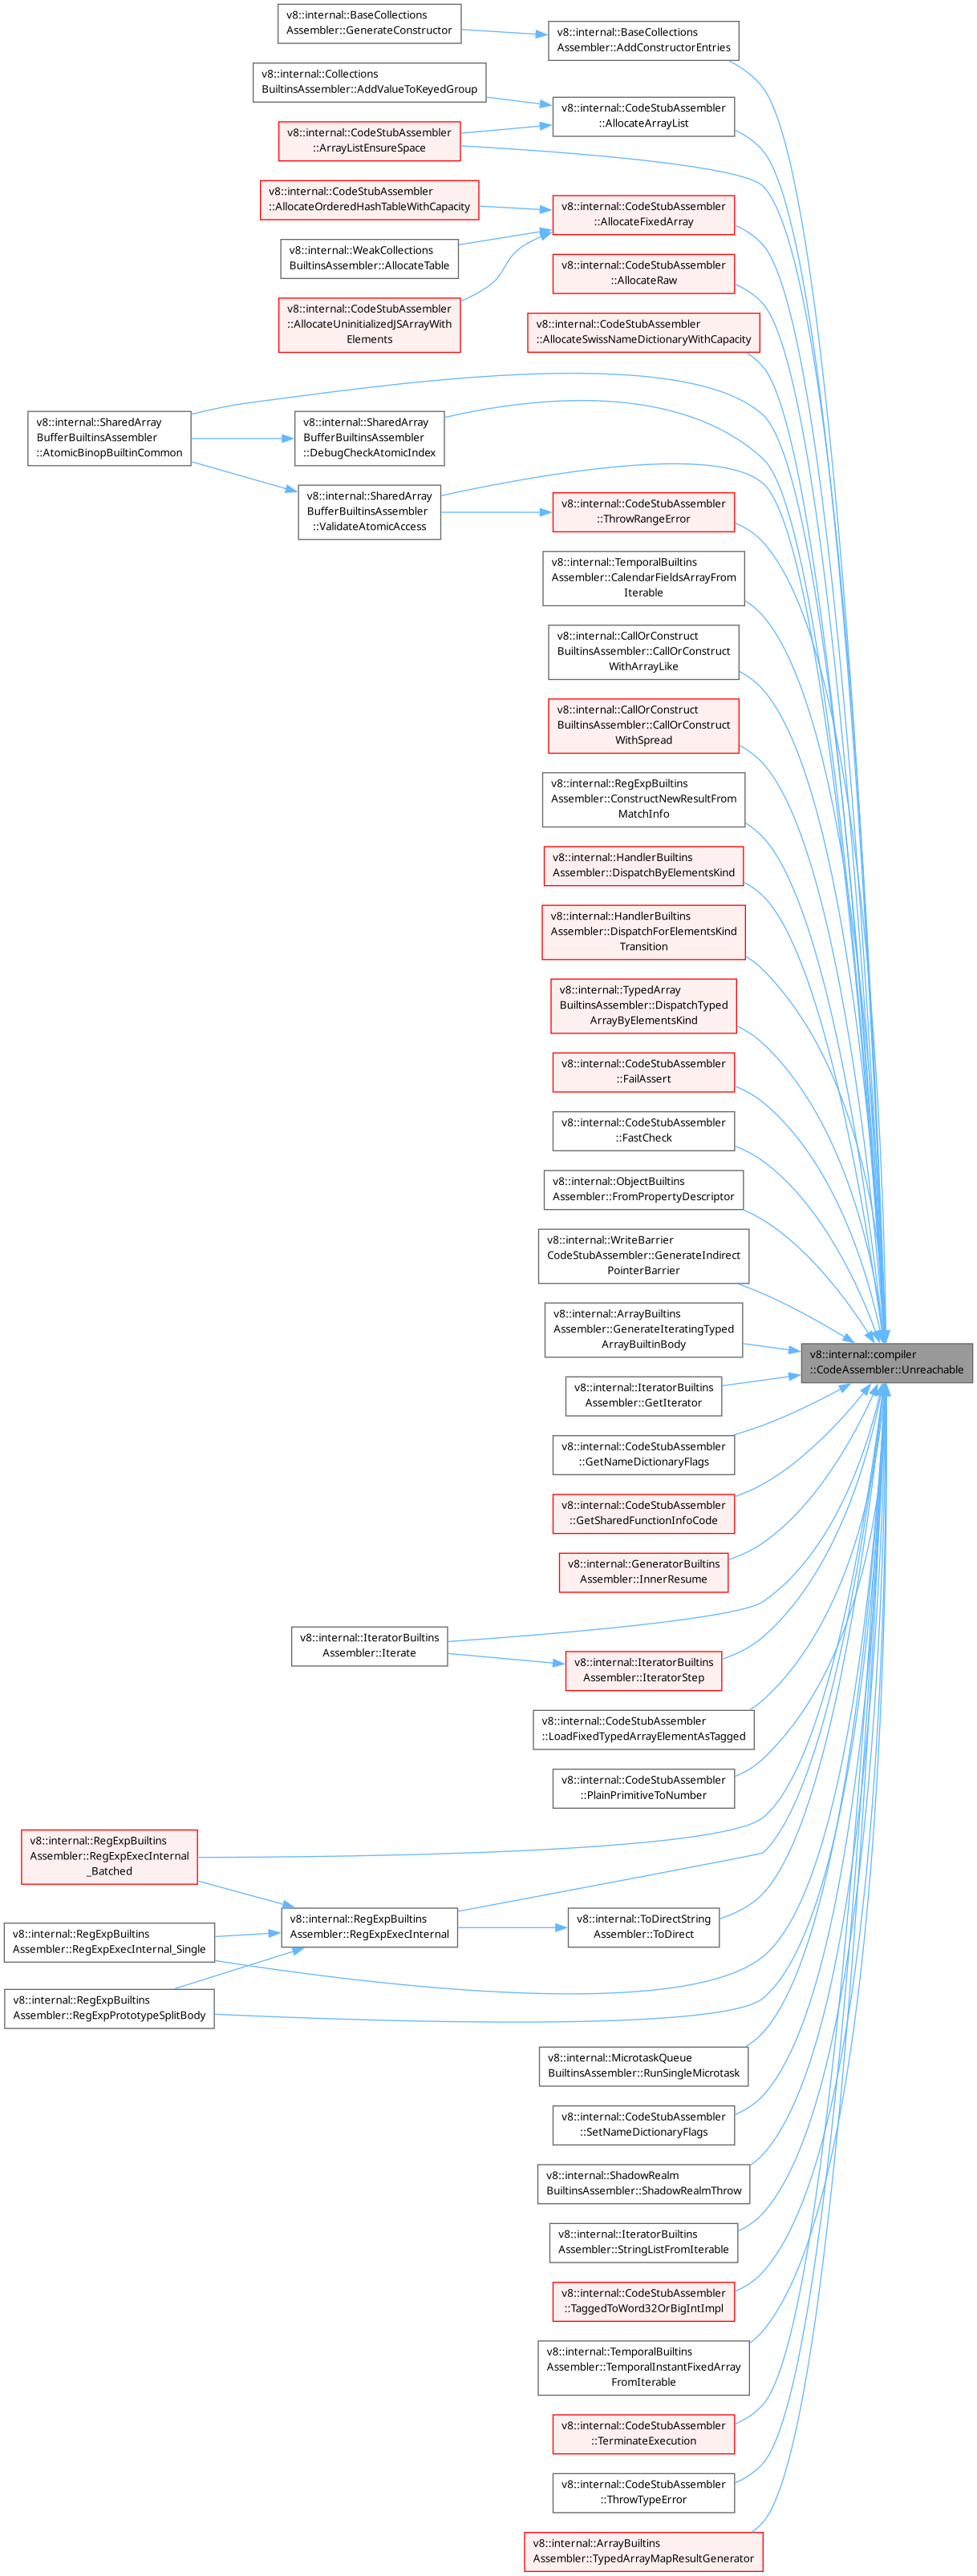 v8::internal::BaseCollections
Assembler::GenerateConstructor
v8::internal::BaseCollections
Assembler::AddConstructorEntries
v8::internal::Collections
BuiltinsAssembler::AddValueToKeyedGroup
v8::internal::CodeStubAssembler
::AllocateArrayList
v8::internal::CodeStubAssembler
::ArrayListEnsureSpace
v8::internal::CodeStubAssembler
::AllocateOrderedHashTableWithCapacity
v8::internal::CodeStubAssembler
::AllocateFixedArray
v8::internal::WeakCollections
BuiltinsAssembler::AllocateTable
v8::internal::CodeStubAssembler
::AllocateRaw
v8::internal::CodeStubAssembler
::AllocateUninitializedJSArrayWith
Elements
v8::internal::CodeStubAssembler
::AllocateSwissNameDictionaryWithCapacity
v8::internal::SharedArray
BufferBuiltinsAssembler
::AtomicBinopBuiltinCommon
v8::internal::SharedArray
BufferBuiltinsAssembler
::DebugCheckAtomicIndex
v8::internal::SharedArray
BufferBuiltinsAssembler
::ValidateAtomicAccess
v8::internal::CodeStubAssembler
::ThrowRangeError
v8::internal::TemporalBuiltins
Assembler::CalendarFieldsArrayFrom
Iterable
v8::internal::CallOrConstruct
BuiltinsAssembler::CallOrConstruct
WithArrayLike
v8::internal::CallOrConstruct
BuiltinsAssembler::CallOrConstruct
WithSpread
v8::internal::RegExpBuiltins
Assembler::ConstructNewResultFrom
MatchInfo
v8::internal::HandlerBuiltins
Assembler::DispatchByElementsKind
v8::internal::HandlerBuiltins
Assembler::DispatchForElementsKind
Transition
v8::internal::TypedArray
BuiltinsAssembler::DispatchTyped
ArrayByElementsKind
v8::internal::CodeStubAssembler
::FailAssert
v8::internal::CodeStubAssembler
::FastCheck
v8::internal::ObjectBuiltins
Assembler::FromPropertyDescriptor
v8::internal::WriteBarrier
CodeStubAssembler::GenerateIndirect
PointerBarrier
v8::internal::ArrayBuiltins
Assembler::GenerateIteratingTyped
ArrayBuiltinBody
v8::internal::compiler
::CodeAssembler::Unreachable
v8::internal::IteratorBuiltins
Assembler::GetIterator
v8::internal::CodeStubAssembler
::GetNameDictionaryFlags
v8::internal::CodeStubAssembler
::GetSharedFunctionInfoCode
v8::internal::GeneratorBuiltins
Assembler::InnerResume
v8::internal::IteratorBuiltins
Assembler::Iterate
v8::internal::IteratorBuiltins
Assembler::IteratorStep
v8::internal::CodeStubAssembler
::LoadFixedTypedArrayElementAsTagged
v8::internal::CodeStubAssembler
::PlainPrimitiveToNumber
v8::internal::RegExpBuiltins
Assembler::RegExpExecInternal
_Batched
v8::internal::RegExpBuiltins
Assembler::RegExpExecInternal
v8::internal::ToDirectString
Assembler::ToDirect
v8::internal::RegExpBuiltins
Assembler::RegExpExecInternal_Single
v8::internal::RegExpBuiltins
Assembler::RegExpPrototypeSplitBody
v8::internal::MicrotaskQueue
BuiltinsAssembler::RunSingleMicrotask
v8::internal::CodeStubAssembler
::SetNameDictionaryFlags
v8::internal::ShadowRealm
BuiltinsAssembler::ShadowRealmThrow
v8::internal::IteratorBuiltins
Assembler::StringListFromIterable
v8::internal::CodeStubAssembler
::TaggedToWord32OrBigIntImpl
v8::internal::TemporalBuiltins
Assembler::TemporalInstantFixedArray
FromIterable
v8::internal::CodeStubAssembler
::TerminateExecution
v8::internal::CodeStubAssembler
::ThrowTypeError
v8::internal::ArrayBuiltins
Assembler::TypedArrayMapResultGenerator